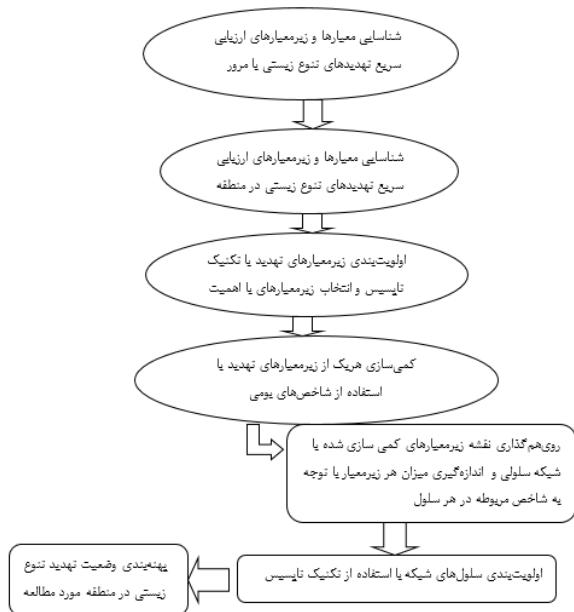 شناسایی معیارها و زیرمعیارهای ارزیابی
سریع تهدیدهای تنوع زیستی با مرور
شناسایی معیارها و زیرمعیارهای ارزیابی
سریع تهدیدهای تنوع زیستی در منطقه
اولویت‌بندی زیرمعیارهای تهدید با تکنیک
تاپسیس و انتخاب زیرمعیارهای با اهمیت
کمی‌سازی هریک از زیرمعیارهای تهدید با
استفاده از شاخص‌های بومی
روی‌هم‌گذاری نقشه زیرمعیارهای کمی سازی شده با
شبکه سلولی و اندازه‌گیری میزان هر زیرمعیار با توجه
به شاخص مربوطه در هر سلول
اولویت‌بندی سلول‌های شبکه با استفاده از تکنیک تاپسیس
پهنه‌بندی وضعیت تهدید تنوع
زیستی در منطقه مورد مطالعه